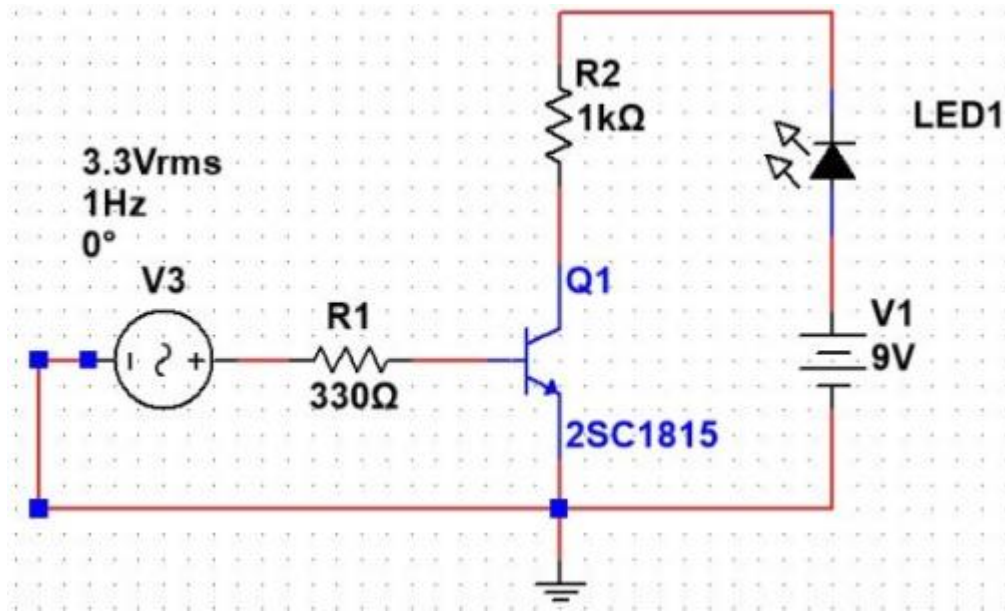 R2
1kΩ
LED1
3.3Vrms
1Hz
0°
V3
R1
330Ω
Q1
2SC1815
V1
9V